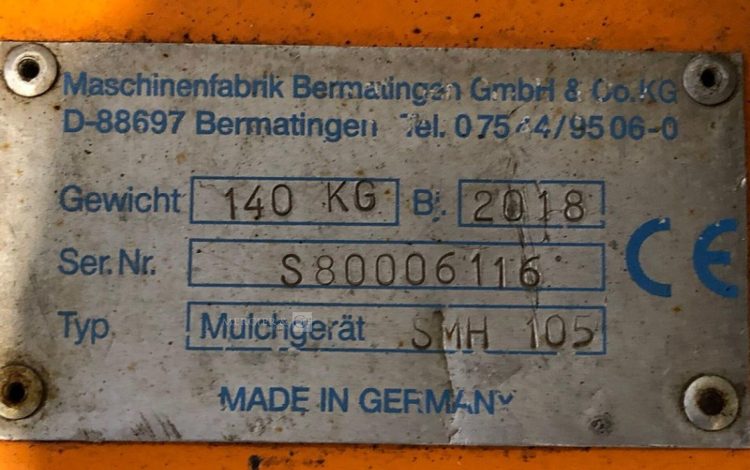 Maschinenfabrik Bermatingen GmbH & Co.KG
D-88697 Bermatingen Tel. 07544/9506-0
Gewicht 140 KG Bj. 2018
Ser.Nr. S80006116
Typ Mulchgerät SMH 105
CE
MADE IN GERMANY